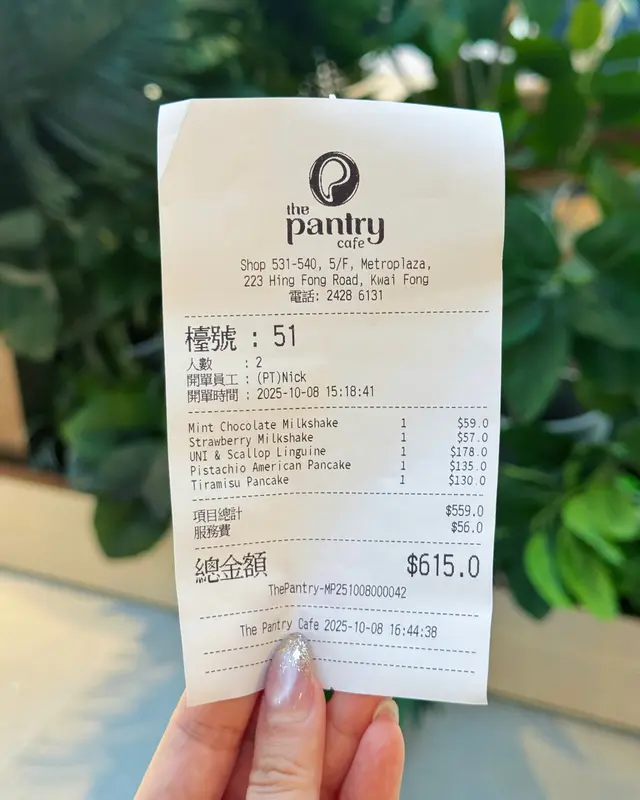 the
pantry
cafe
Shop 531-540, 5/F, Metroplaza,
223 Hing Fong Road, Kwai Fong
電話: 2428 6131
檯號 : 51
人數 : 2
開單員工 : (PT)Nick
開單時間 : 2025-10-08 15:18:41
Mint Chocolate Milkshake 1 $59.0
Strawberry Milkshake 1 $57.0
UNI & Scallop Linguine 1 $178.0
Pistachio American Pancake 1 $135.0
Tiramisu Pancake 1 $130.0
項目總計 $559.0
服務費 $56.0
總金額 $615.0
ThePantry-MP251008000042
The Pantry Cafe 2025-10-08 16:44:38